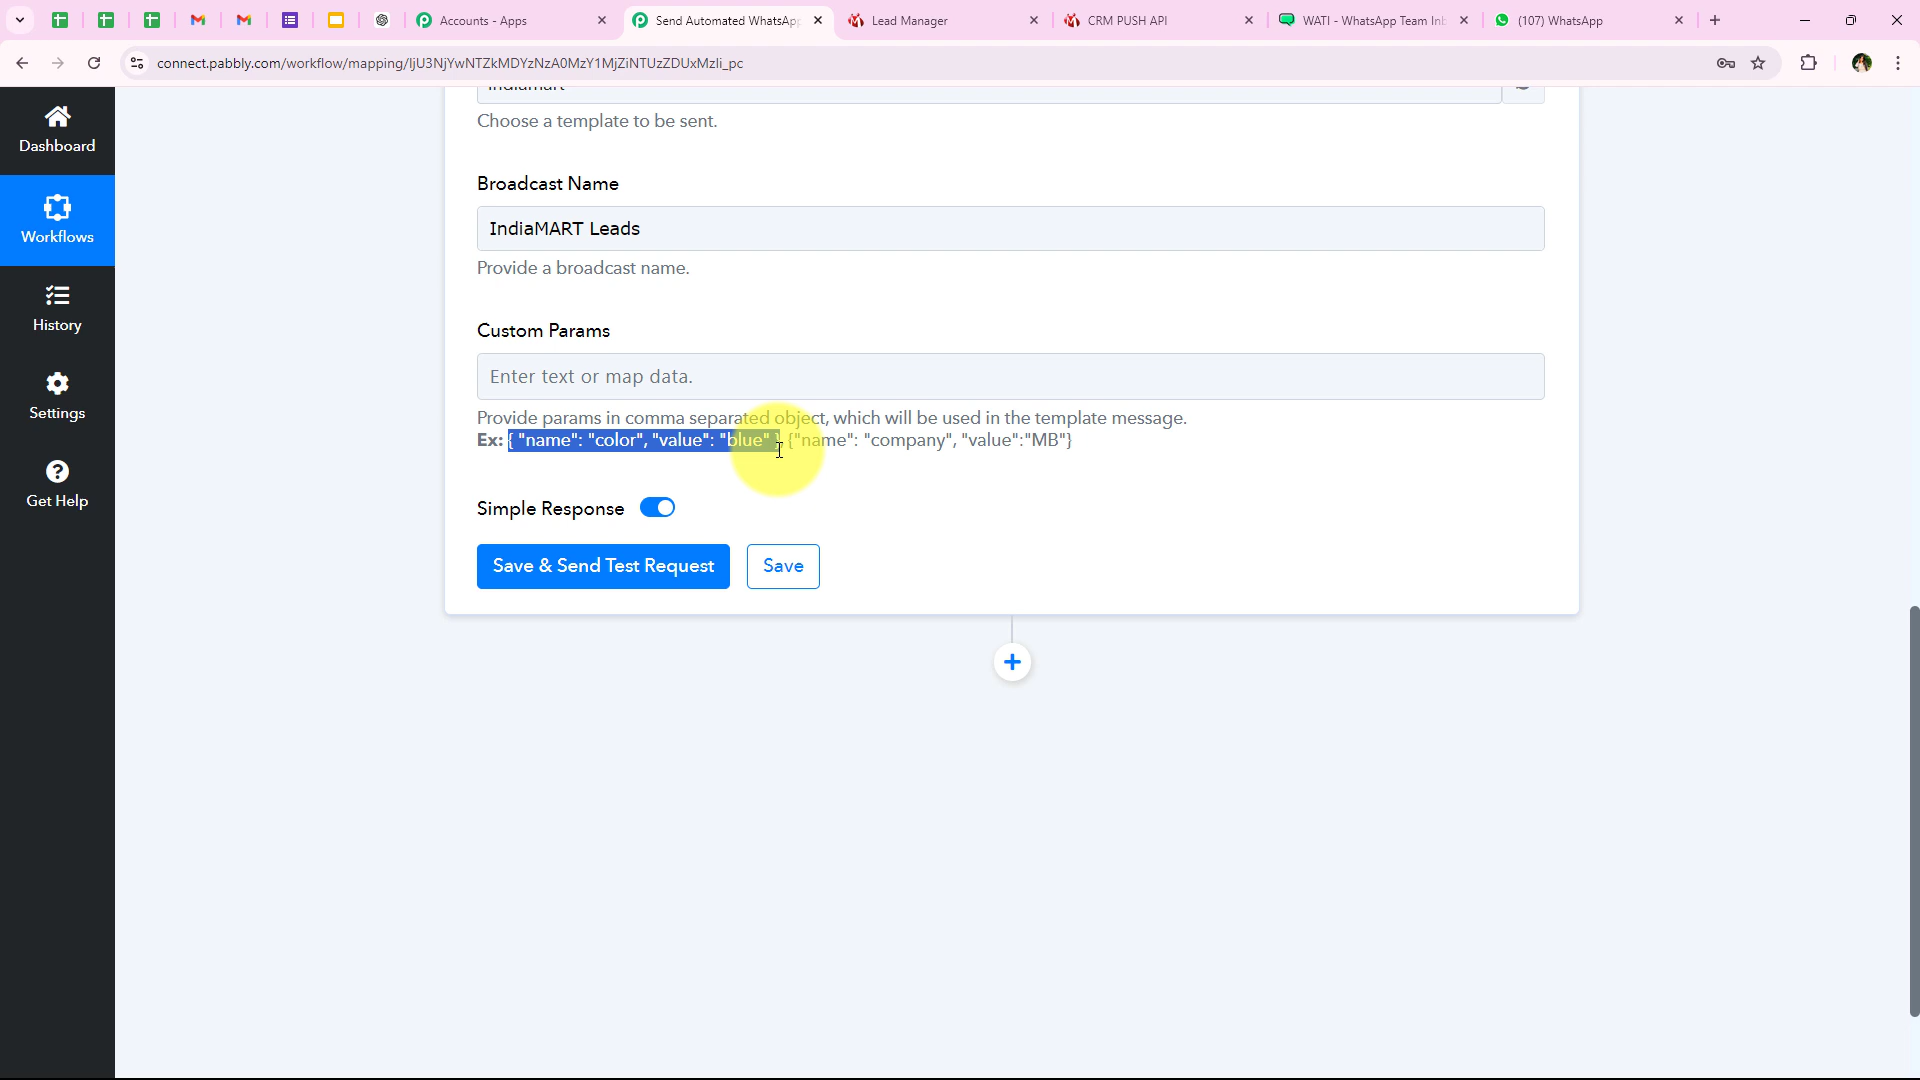 Accounts - Apps
Send Automated WhatsApp
Lead Manager
CRM PUSH API
WATI - WhatsApp Team Inb
(107) WhatsApp
connect.pabbly.com/workflow/mapping/IjU3NjYwNTZkMDYzNzA0MzY1MjZiNTUzZDUxMzIi_pc
Dashboard
Workflows
History
Settings
Get Help
Indiamart
Choose a template to be sent.
Broadcast Name
IndiaMART Leads
Provide a broadcast name.
Custom Params
Enter text or map data.
Provide params in comma separated object, which will be used in the template message.
Ex: { "name": "color", "value": "blue" }, {"name": "company", "value":"MB"}
Simple Response
Save & Send Test Request
Save